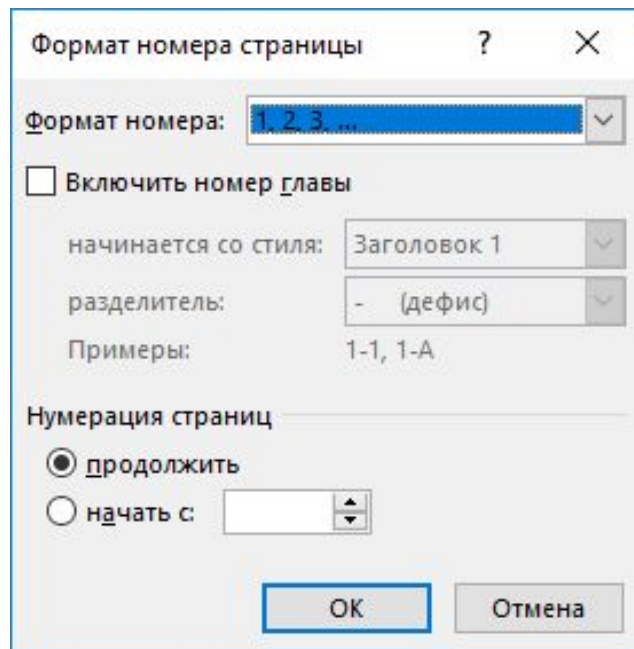 Формат номера страницы ? ×
Формат номера: 1, 2, 3, ...
Включить номер главы
начинается со стиля: Заголовок 1
разделитель: - (дефис)
Примеры: 1-1, 1-A
Нумерация страниц
продолжить
начать с:
ОК Отмена